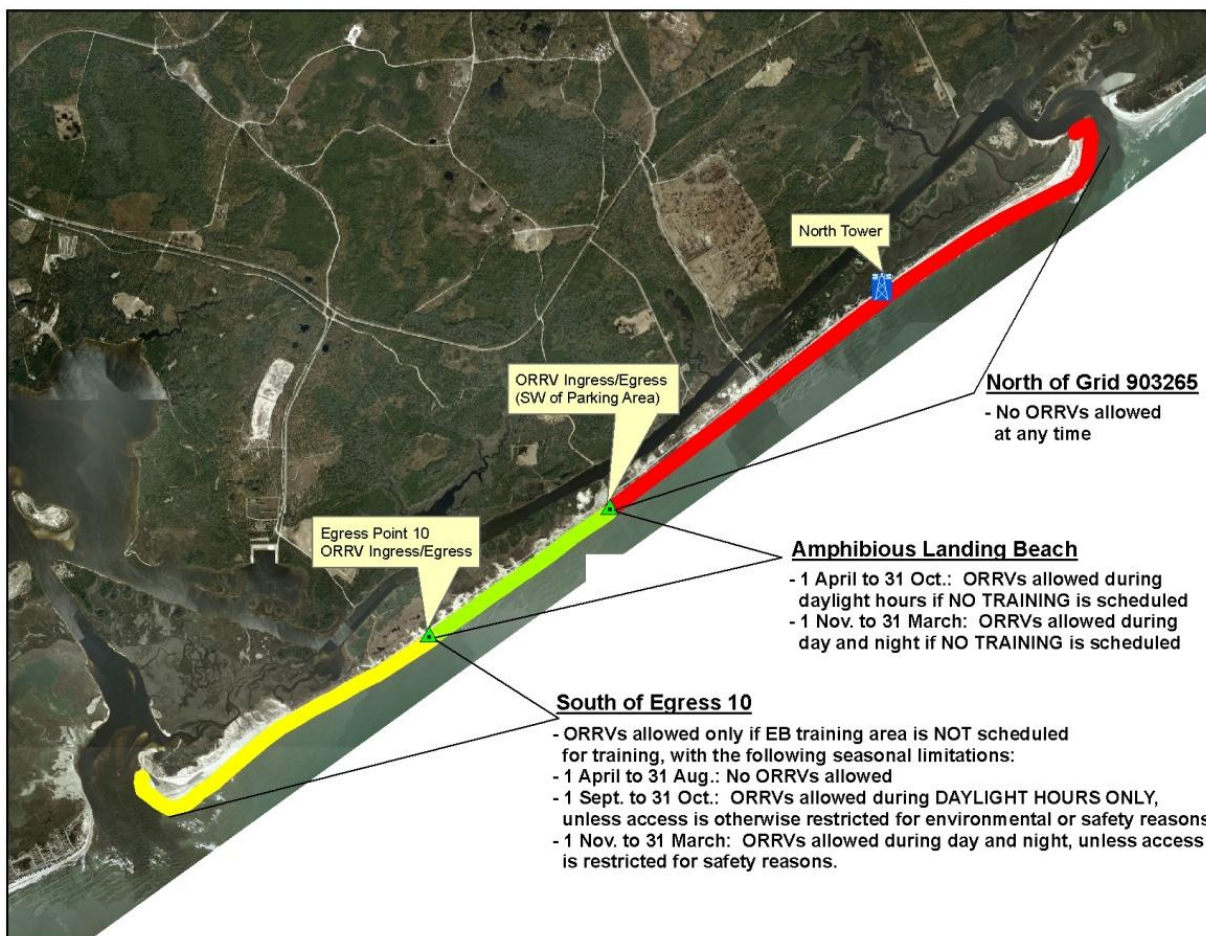 North Tower
ORRV Ingress/Egress
(SW of Parking Area)
North of Grid 903265
- No ORRVs allowed
at any time
Egress Point 10
ORRV Ingress/Egress
Amphibious Landing Beach
- 1 April to 31 Oct.: ORRVs allowed during
daylight hours if NO TRAINING is scheduled
- 1 Nov. to 31 March: ORRVs allowed during
day and night if NO TRAINING is scheduled
South of Egress 10
- ORRVs allowed only if EB training area is NOT scheduled
for training, with the following seasonal limitations:
- 1 April to 31 Aug.: No ORRVs allowed
- 1 Sept. to 31 Oct.: ORRVs allowed during DAYLIGHT HOURS ONLY,
unless access is otherwise restricted for environmental or safety reasons
- 1 Nov. to 31 March: ORRVs allowed during day and night, unless access
is restricted for safety reasons.